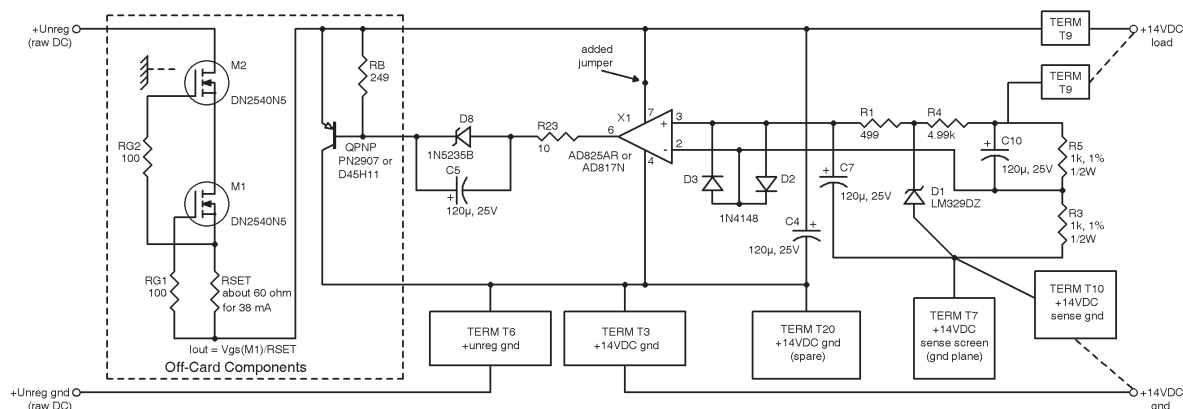 +Unreg
(raw DC)
M2
DN2540N5
RG2
100
M1
DN2540N5
RG1
100
RSET
about 60 ohm
for 38 mA
Iout = Vgs(M1)/RSET
Off-Card Components
RB
249
QPNP
PN2907 or
D45H11
D8
1N5235B
C5
+
120µ, 25V
R23
10
added
jumper
X1
7
6
4
+
-
3
2
AD825AR or
AD817N
D3
D2
1N4148
C4
+
120µ, 25V
C7
+
120µ, 25V
R1
499
R4
4.99k
D1
LM329DZ
C10
+
120µ, 25V
R5
1k, 1%
1/2W
R3
1k, 1%
1/2W
TERM
T9
TERM
T9
+14VDC
load
TERM T6
+unreg gnd
TERM T3
+14VDC gnd
TERM T20
+14VDC gnd
(spare)
TERM T7
+14VDC
sense screen
(gnd plane)
TERM T10
+14VDC
sense gnd
+Unreg gnd
(raw DC)
+14VDC
gnd